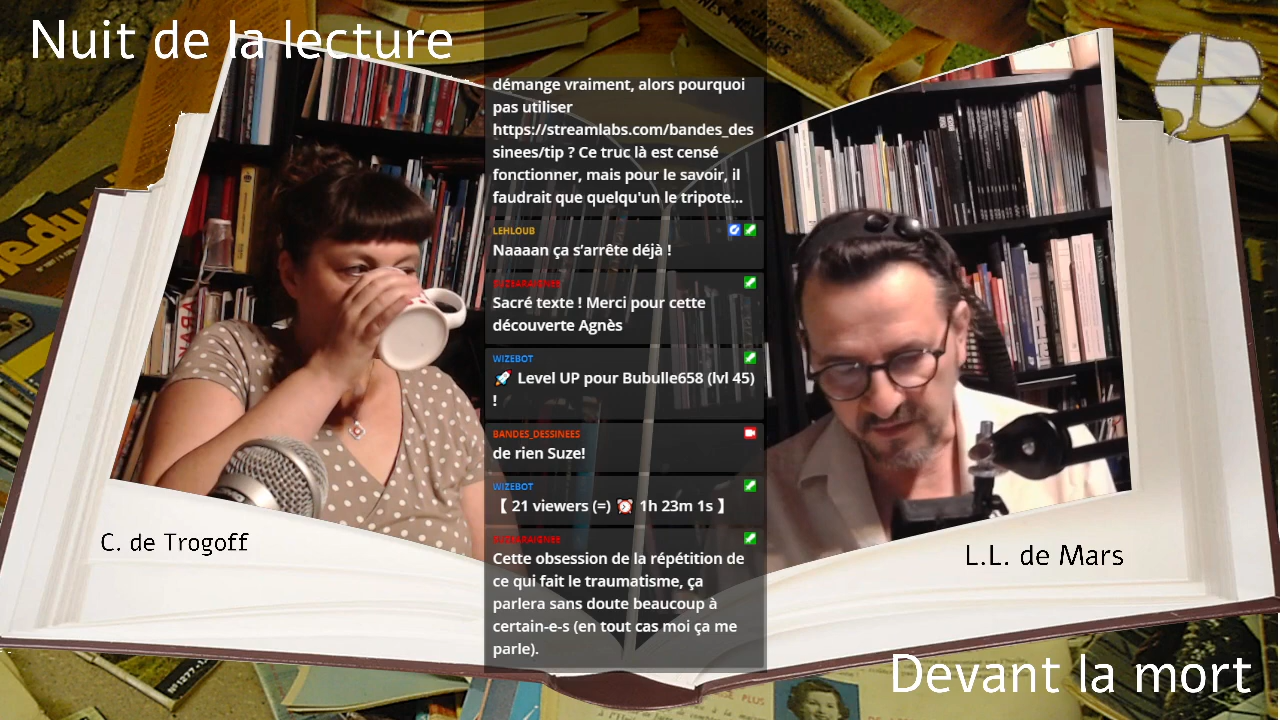 Nuit de la lecture
démange vraiment, alors pourquoi
pas utiliser
https://streamlabs.com/bandes_des
sinees/tip ? Ce truc là est censé
fonctionner, mais pour le savoir, il
faudrait que quelqu'un le tripote...
LEHLOUB
Naaaan ça s'arrête déjà !
SUZEARAIGNEE
Sacré texte ! Merci pour cette
découverte Agnès
WIZEBOT
🚀 Level UP pour Bubulle658 (lvl 45)
!
BANDES_DESSINEES
de rien Suze!
WIZEBOT
【 21 viewers (=) ⏰ 1h 23m 1s 】
SUZEARAIGNEE
Cette obsession de la répétition de
ce qui fait le traumatisme, ça
parlera sans doute beaucoup à
certain-e-s (en tout cas moi ça me
parle).
C. de Trogoff
L.L. de Mars
Devant la mort